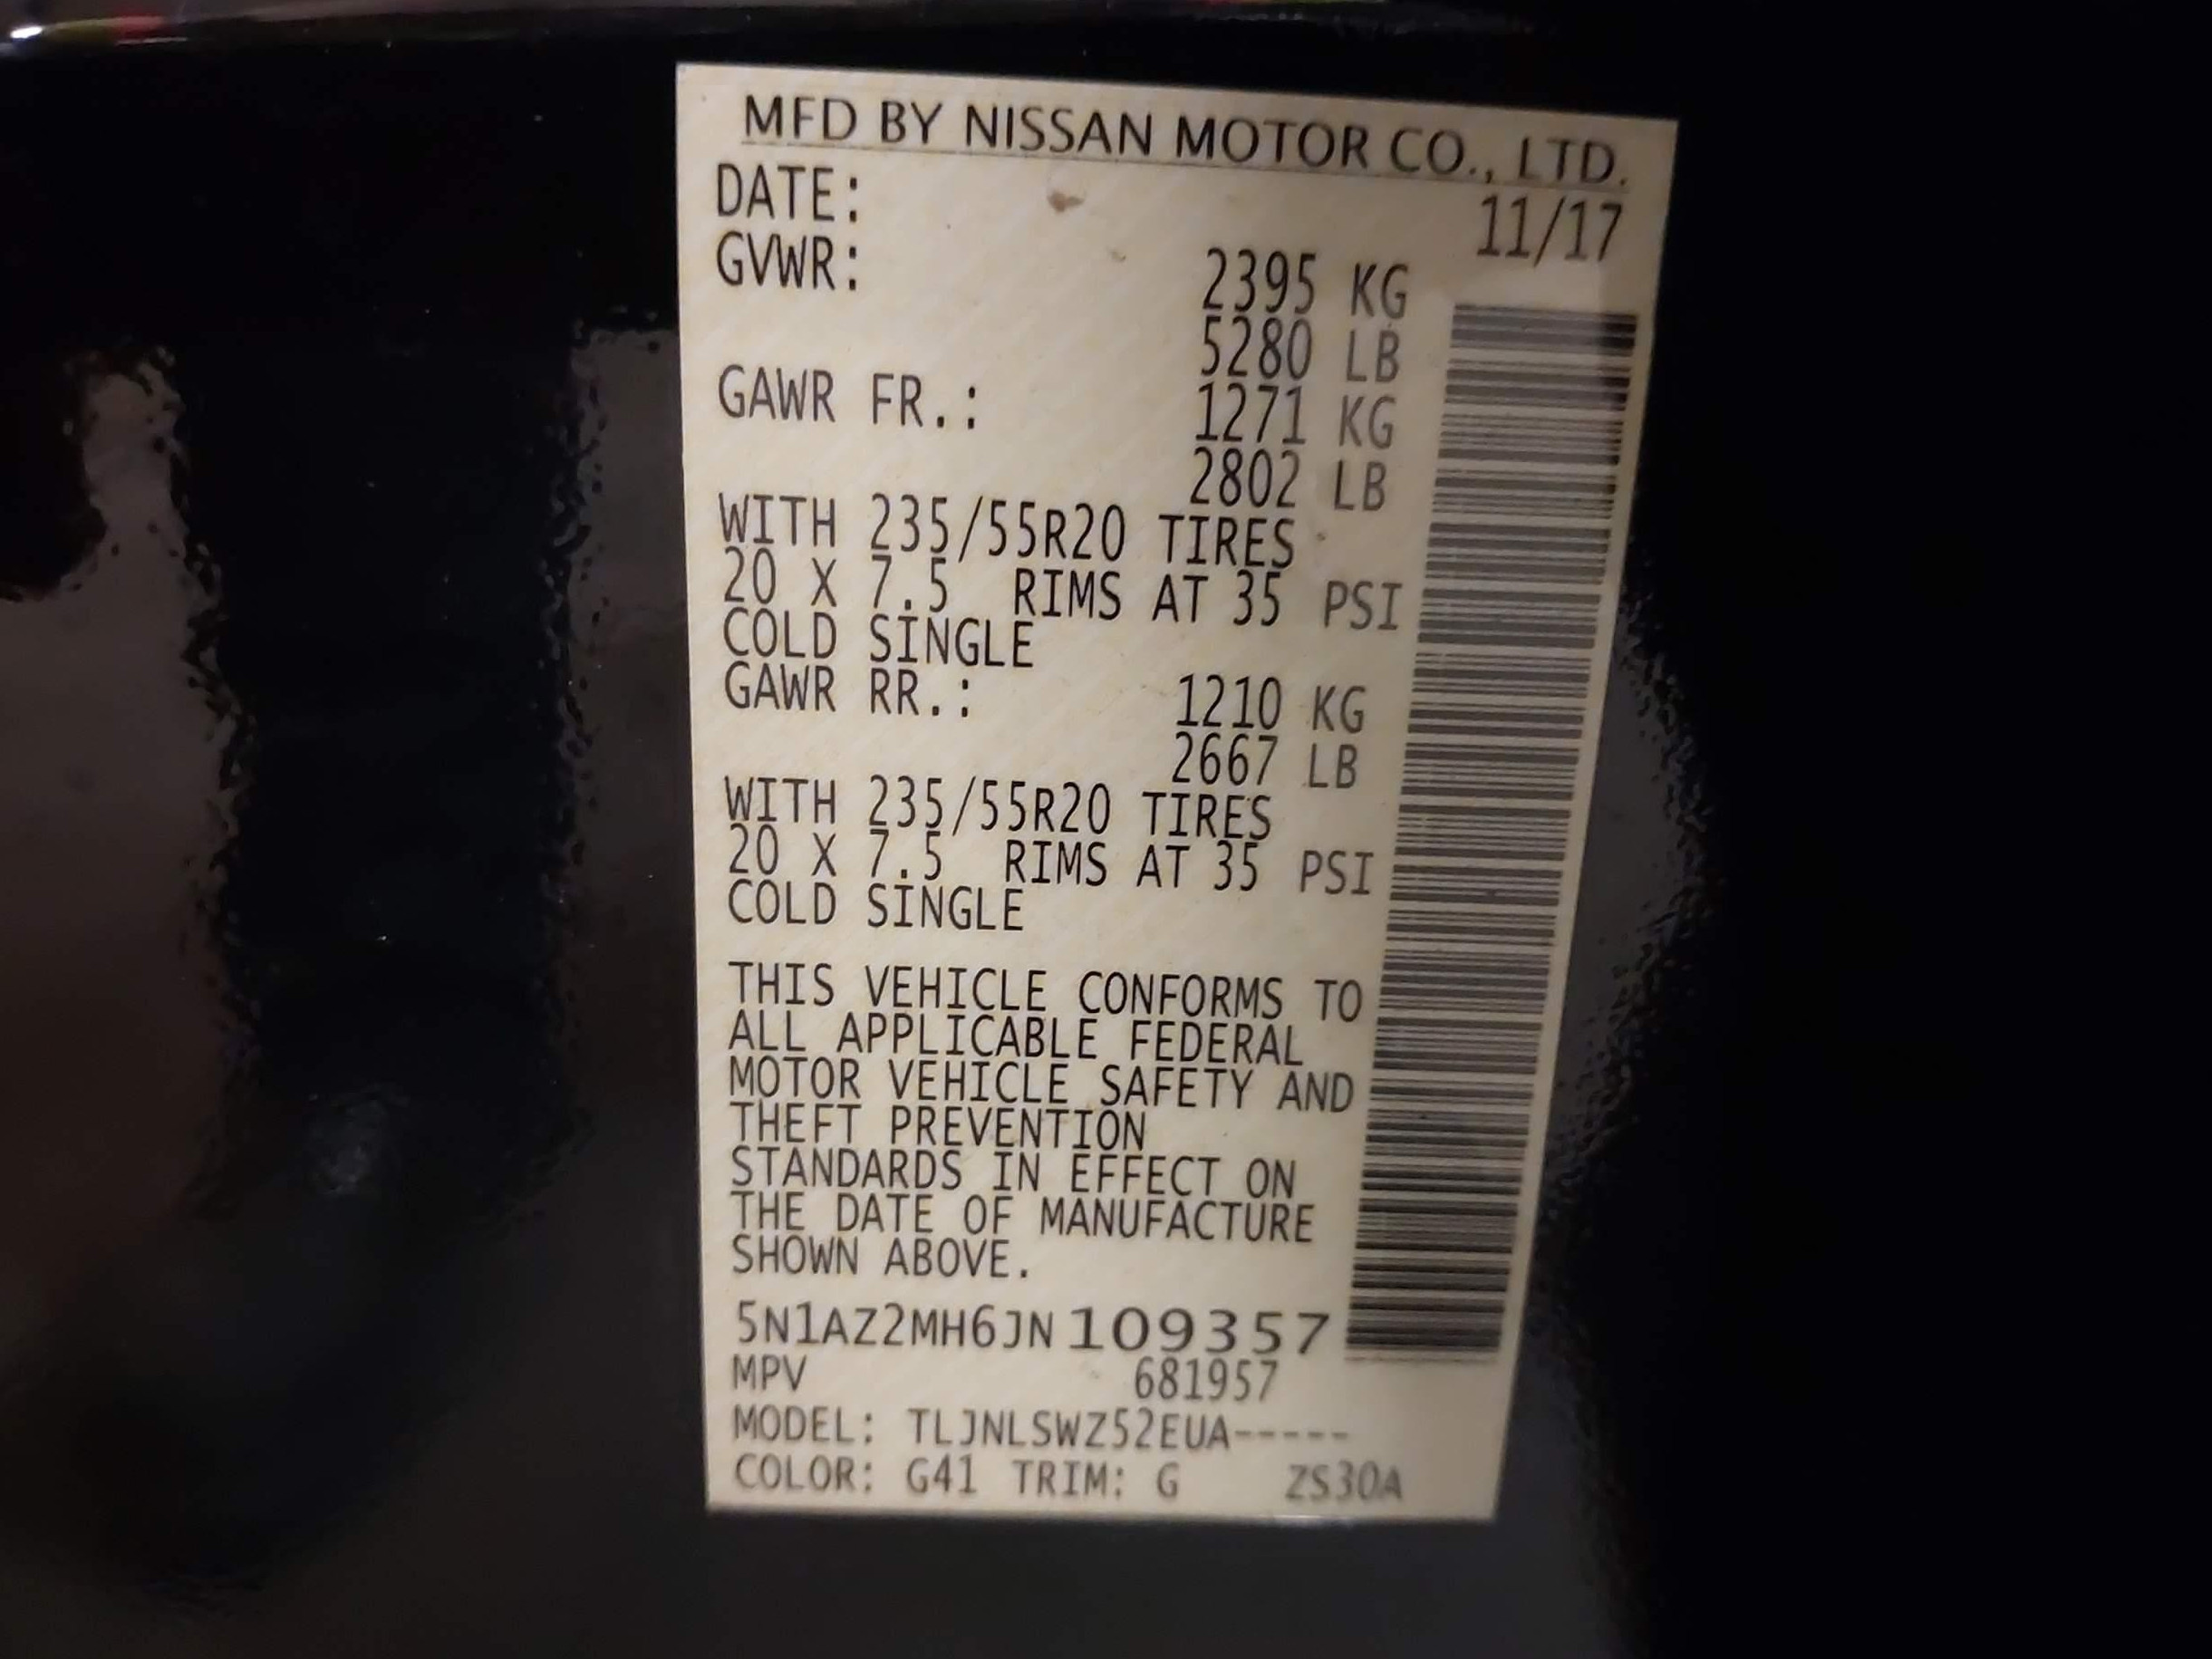 MFD BY NISSAN MOTOR CO., LTD.
DATE: 11/17
GVWR: 2395 KG
5280 LB
GAWR FR.: 1271 KG
2802 LB
WITH 235/55R20 TIRES
20 X 7.5 RIMS AT 35 PSI
COLD SINGLE
GAWR RR.: 1210 KG
2667 LB
WITH 235/55R20 TIRES
20 X 7.5 RIMS AT 35 PSI
COLD SINGLE
THIS VEHICLE CONFORMS TO
ALL APPLICABLE FEDERAL
MOTOR VEHICLE SAFETY AND
THEFT PREVENTION
STANDARDS IN EFFECT ON
THE DATE OF MANUFACTURE
SHOWN ABOVE.
5N1AZ2MH6JN109357
MPV 681957
MODEL: TLJNLSWZ52EUA-----
COLOR: G41 TRIM: G ZS30A